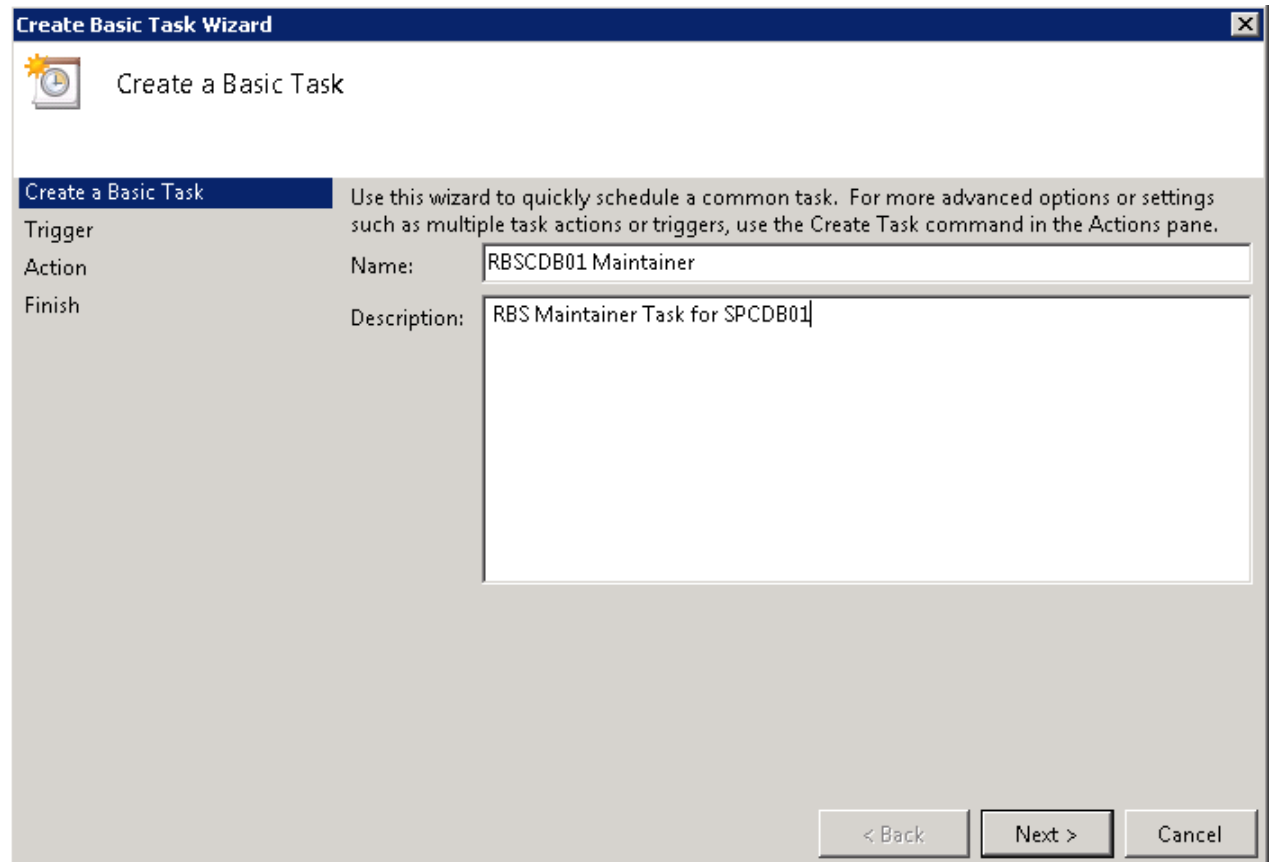 Create Basic Task Wizard
Create a Basic Task
Create a Basic Task
Trigger
Action
Finish
Use this wizard to quickly schedule a common task. For more advanced options or settings
such as multiple task actions or triggers, use the Create Task command in the Actions pane.
Name: RBSCDB01 Maintainer
Description: RBS Maintainer Task for SPCDB01
< Back Next > Cancel